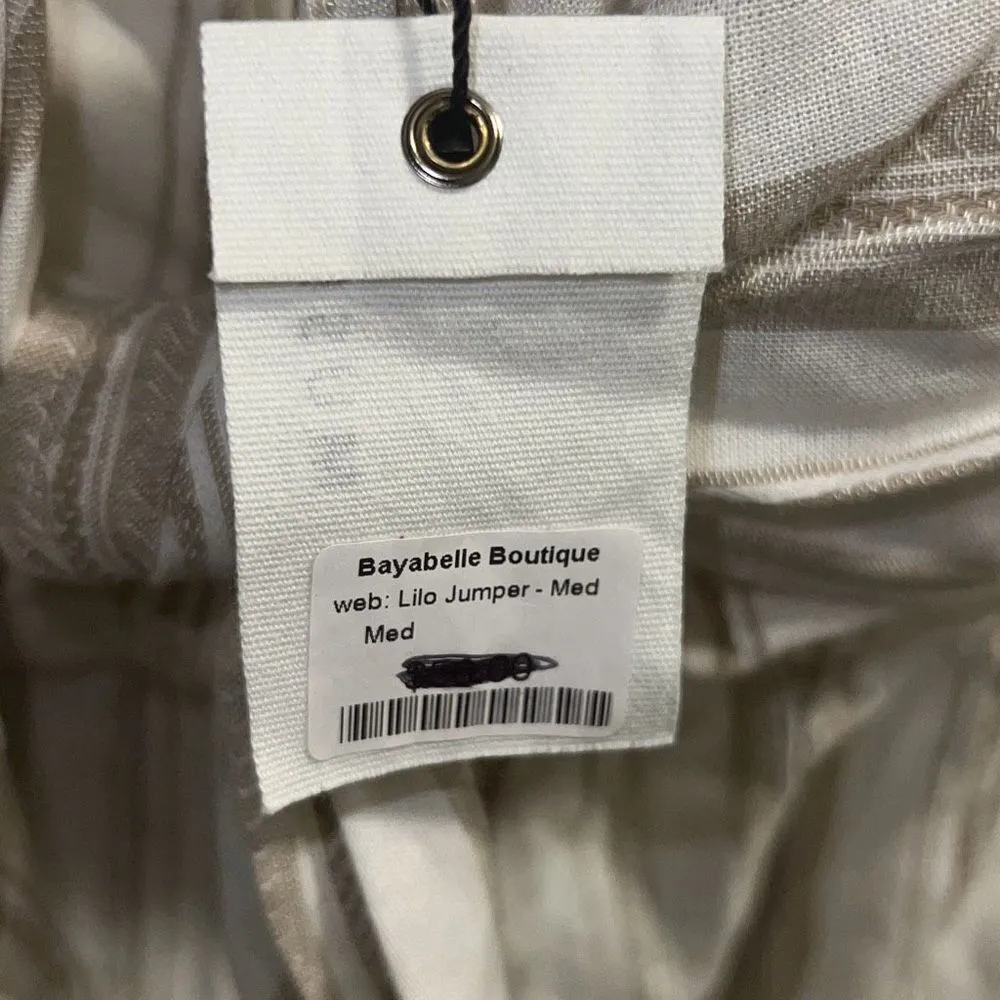 Bayabelle Boutique
web: Lilo Jumper - Med
Med